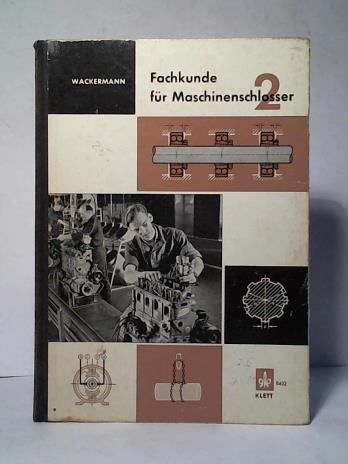 WACKERMANN
Fachkunde
für Maschinenschlosser
2
KLETT